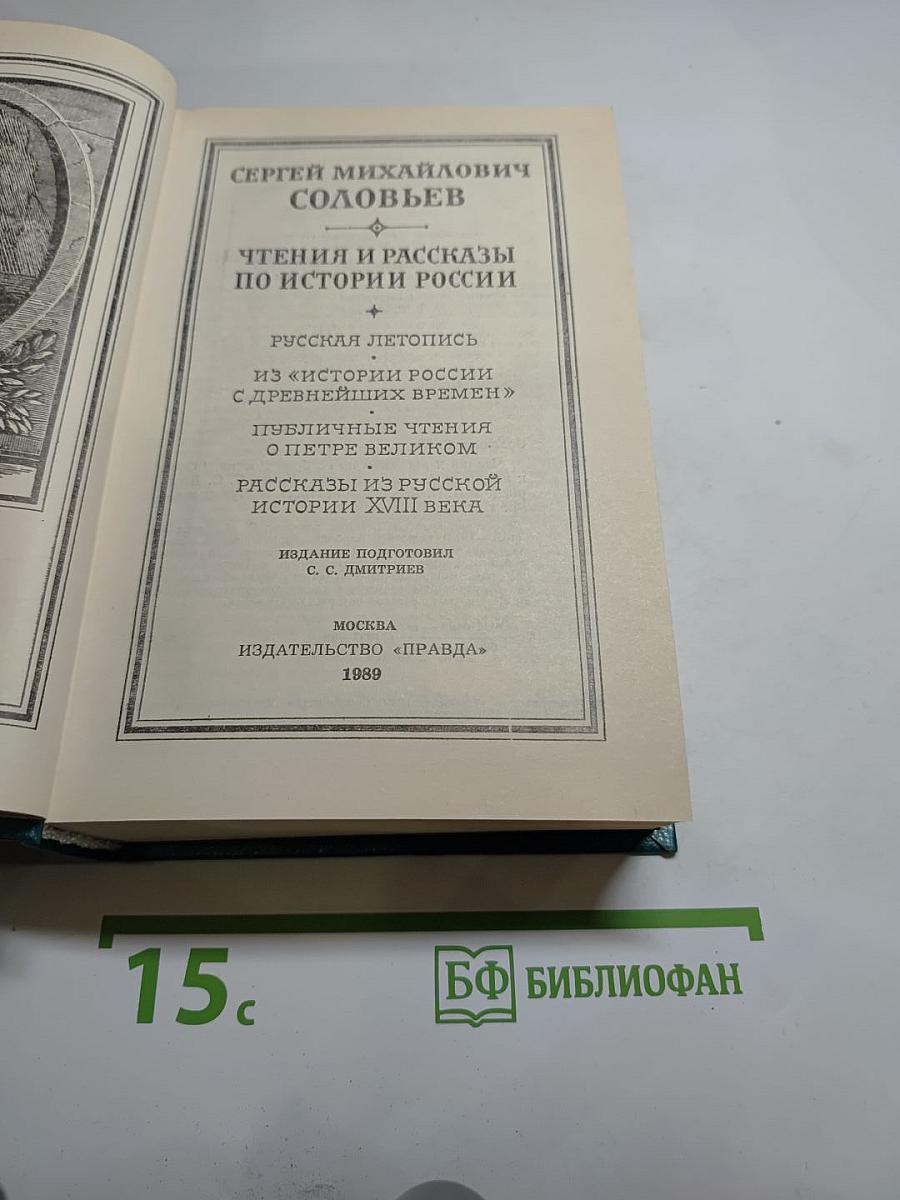 СЕРГЕЙ МИХАЙЛОВИЧ
СОЛОВЬЕВ
ЧТЕНИЯ И РАССКАЗЫ
ПО ИСТОРИИ РОССИИ
РУССКАЯ ЛЕТОПИСЬ
ИЗ «ИСТОРИИ РОССИИ
С ДРЕВНЕЙШИХ ВРЕМЕН»
ПУБЛИЧНЫЕ ЧТЕНИЯ
О ПЕТРЕ ВЕЛИКОМ
РАССКАЗЫ ИЗ РУССКОЙ
ИСТОРИИ XVIII ВЕКА
ИЗДАНИЕ ПОДГОТОВИЛ
С. С. ДМИТРИЕВ
МОСКВА
ИЗДАТЕЛЬСТВО «ПРАВДА»
1989
15 с
БФ БИБЛИОФАН